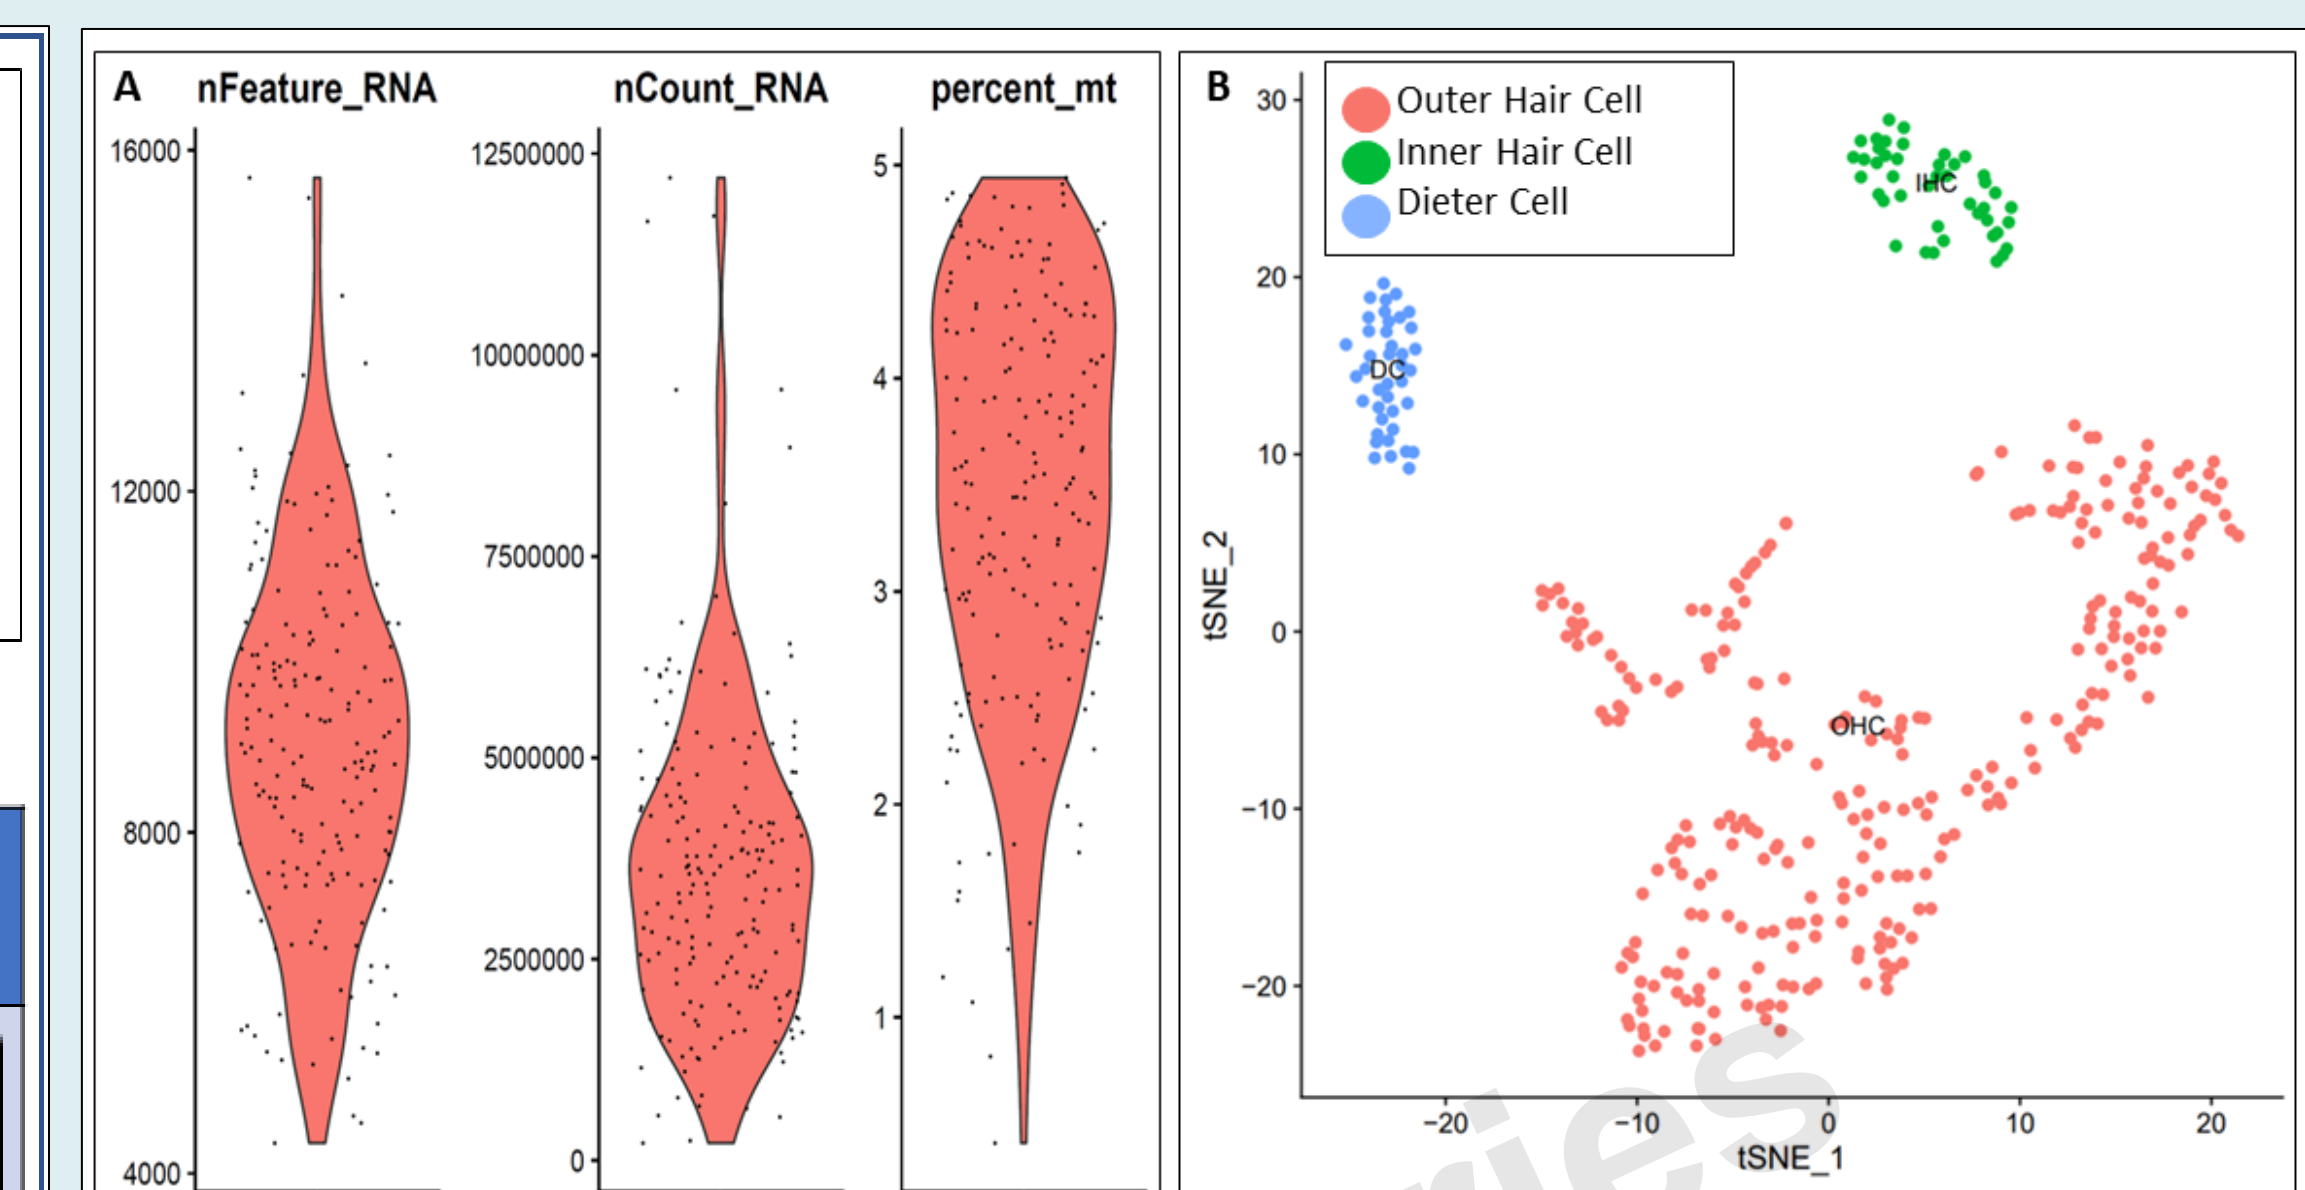 A
nFeature_RNA
nCount_RNA
percent_mt
16000
12000
8000
4000
12500000
10000000
7500000
5000000
2500000
0
5
4
3
2
1
B
Outer Hair Cell
Inner Hair Cell
Dieter Cell
30
20
10
0
−10
−20
tSNE_2
IHC
DC
OHC
−20
−10
0
10
20
tSNE_1
ries